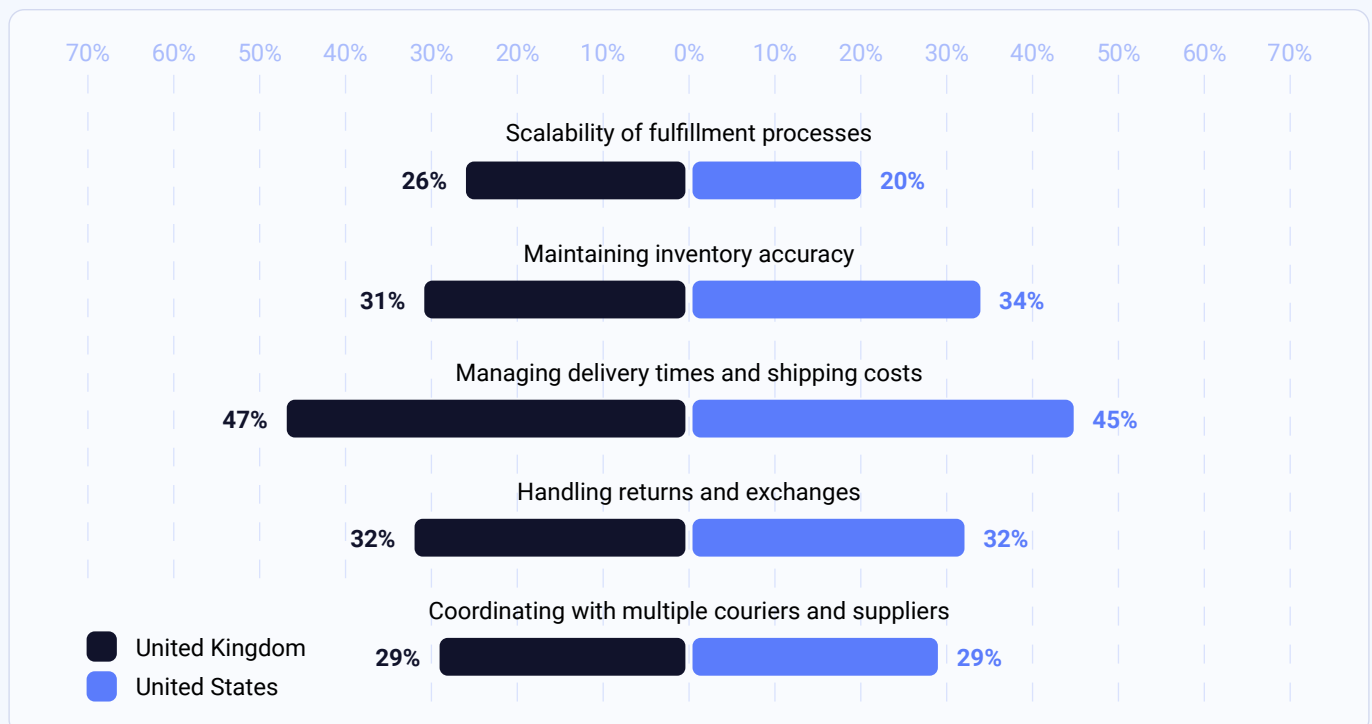 70% 60% 50% 40% 30% 20% 10% 0% 10% 20% 30% 40% 50% 60% 70%
Scalability of fulfillment processes
26% 20%
Maintaining inventory accuracy
31% 34%
Managing delivery times and shipping costs
47% 45%
Handling returns and exchanges
32% 32%
Coordinating with multiple couriers and suppliers
29% 29%
United Kingdom
United States